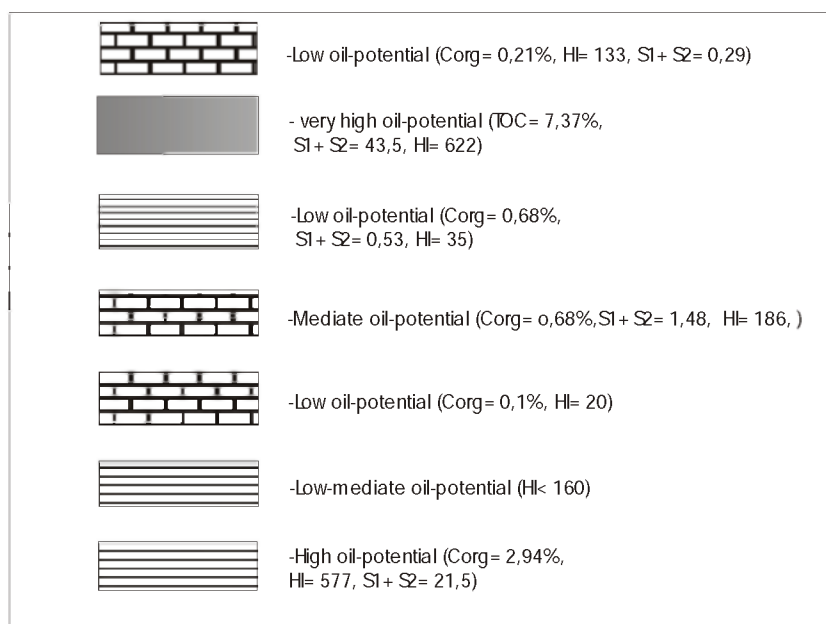 -Low oil-potential (Corg= 0,21%, HI= 133, S1+ S2= 0,29)
- very high oil-potential (TOC= 7,37%,
S1+ S2= 43,5, HI= 622)
-Low oil-potential (Corg= 0,68%,
S1+ S2= 0,53, HI= 35)
-Mediate oil-potential (Corg= o,68%,S1+ S2= 1,48, HI= 186, )
-Low oil-potential (Corg= 0,1%, HI= 20)
-Low-mediate oil-potential (HI< 160)
-High oil-potential (Corg= 2,94%,
HI= 577, S1+ S2= 21,5)